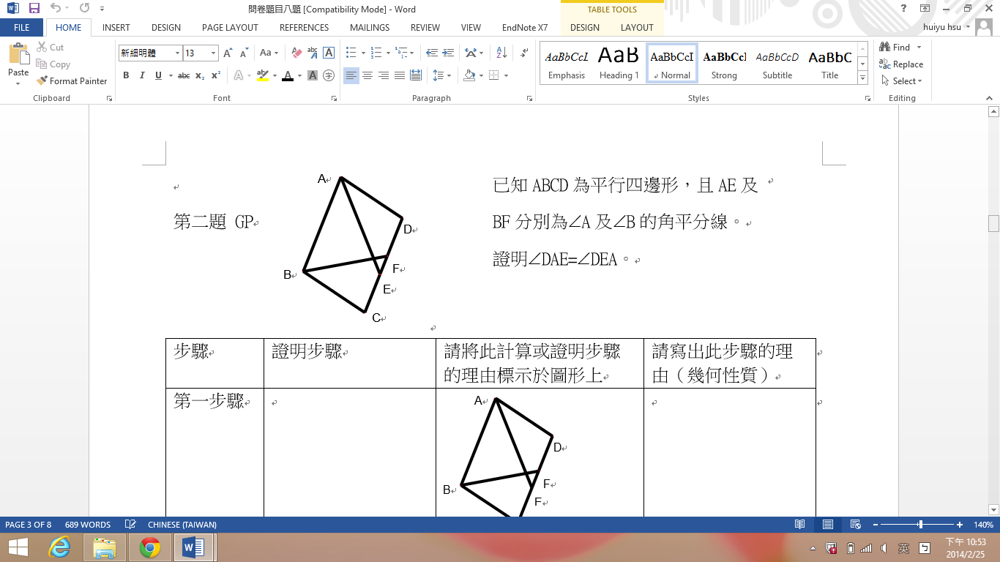 問卷題目八題 [Compatibility Mode] - Word
TABLE TOOLS
FILE HOME INSERT DESIGN PAGE LAYOUT REFERENCES MAILINGS REVIEW VIEW EndNote X7 DESIGN LAYOUT huiyu hsu
Paste
Cut
Copy
Format Painter
Clipboard
新細明體 13
Font
Paragraph
AaBbCcI AaB AaBbCcI AaBbCcI AaBbCcD AaBbC
Emphasis Heading 1 Normal Strong Subtitle Title
Styles
Find
Replace
Select
Editing
第二題 GP
A
D
B
F
E
C
已知 ABCD 為平行四邊形，且 AE 及
BF 分別為∠A 及∠B 的角平分線。
證明∠DAE=∠DEA。
步驟
證明步驟
請將此計算或證明步驟
的理由標示於圖形上
請寫出此步驟的理
由（幾何性質）
第一步驟
A
D
B
F
F
PAGE 3 OF 8 689 WORDS CHINESE (TAIWAN) 140%
英
下午 10:53
2014/2/25